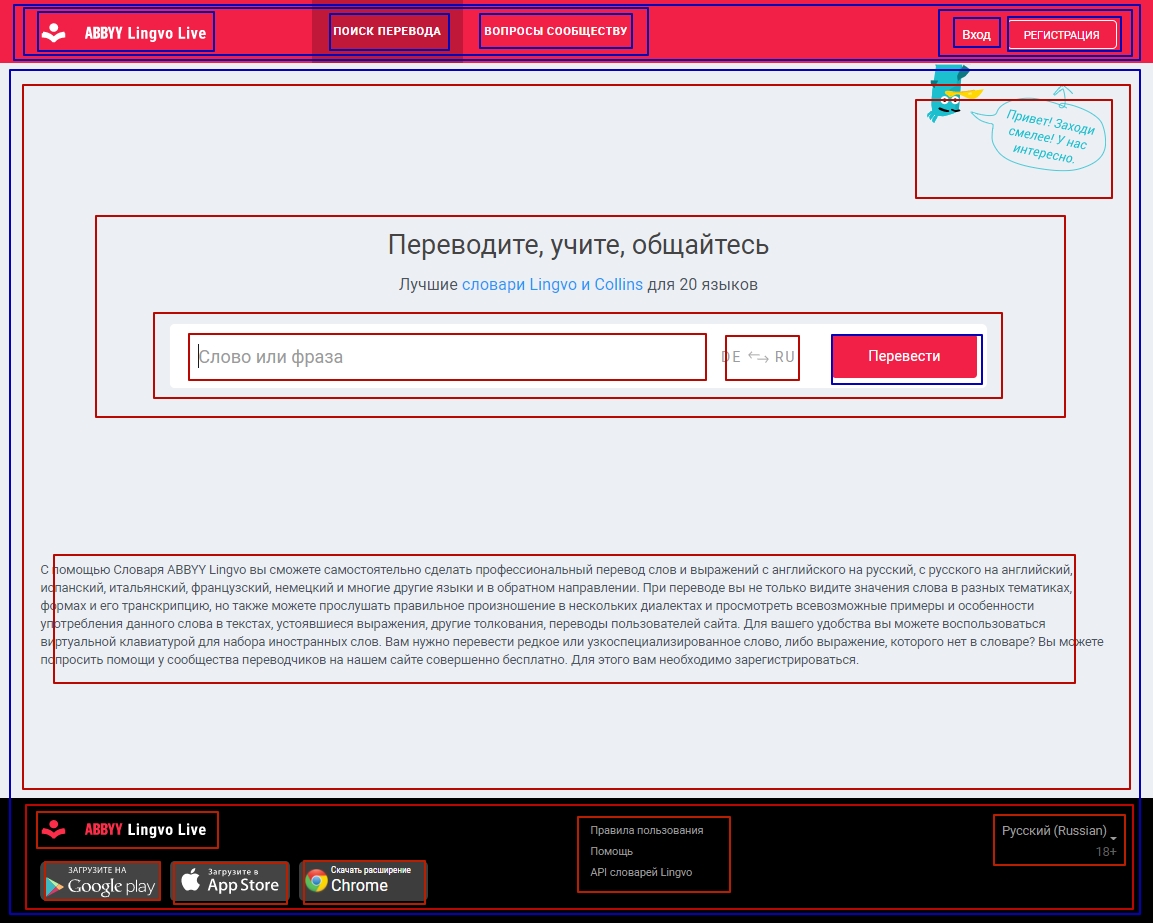 ABBYY Lingvo Live
ПОИСК ПЕРЕВОДА
ВОПРОСЫ СООБЩЕСТВУ
Вход
РЕГИСТРАЦИЯ
Привет! Заходи
смелее! У нас
интересно.
Переводите, учите, общайтесь
Лучшие словари Lingvo и Collins для 20 языков
Слово или фраза
DE RU
Перевести
С помощью Словаря ABBYY Lingvo вы сможете самостоятельно сделать профессиональный перевод слов и выражений с английского на русский, с русского на английский,
испанский, итальянский, французский, немецкий и многие другие языки и в обратном направлении. При переводе вы не только видите значения слова в разных тематиках,
формах и его транскрипцию, но также можете прослушать правильное произношение в нескольких диалектах и просмотреть всевозможные примеры и особенности
употребления данного слова в текстах, устоявшиеся выражения, другие толкования, переводы пользователей сайта. Для вашего удобства вы можете воспользоваться
виртуальной клавиатурой для набора иностранных слов. Вам нужно перевести редкое или узкоспециализированное слово, либо выражение, которого нет в словаре? Вы можете
попросить помощи у сообщества переводчиков на нашем сайте совершенно бесплатно. Для этого вам необходимо зарегистрироваться.
ABBYY Lingvo Live
ЗАГРУЗИТЕ НА
Google play
Загрузите в
App Store
Скачать расширение
Chrome
Правила пользования
Помощь
API словарей Lingvo
Русский (Russian)
18+